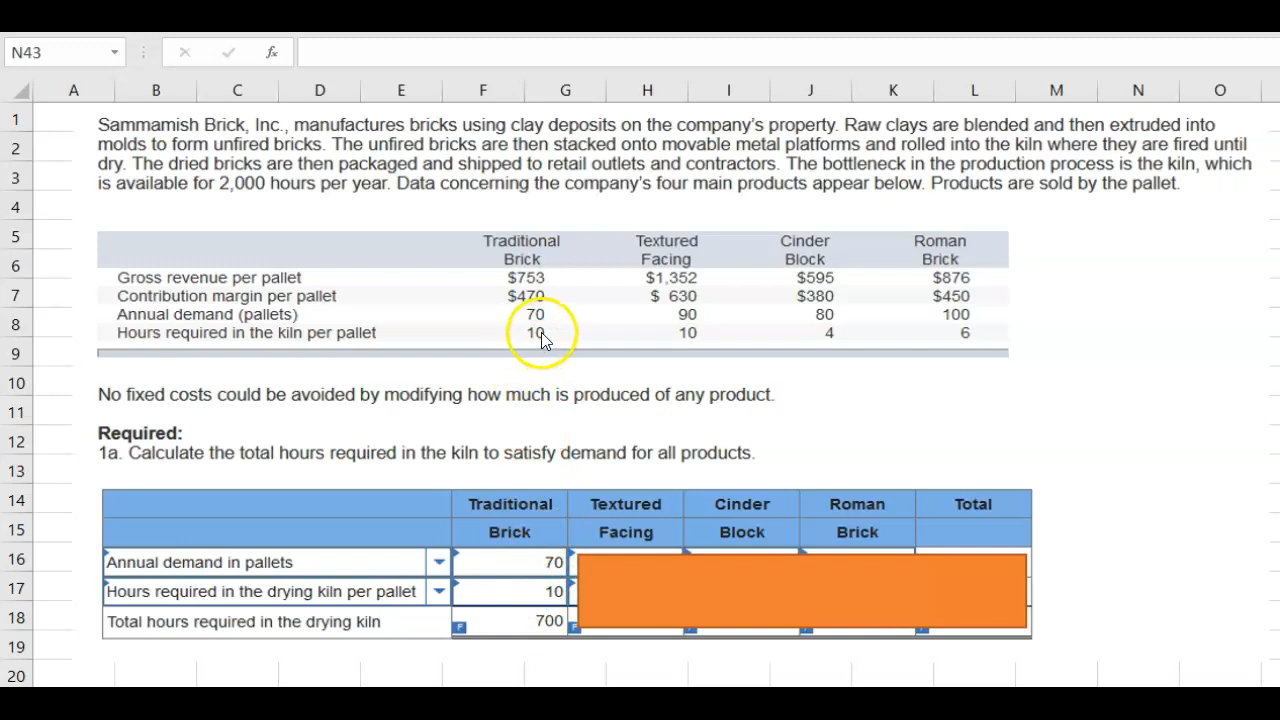 N43
fx
A B C D E F G H I J K L M N O
1 Sammamish Brick, Inc., manufactures bricks using clay deposits on the company's property. Raw clays are blended and then extruded into
2 molds to form unfired bricks. The unfired bricks are then stacked onto movable metal platforms and rolled into the kiln where they are fired until
3 dry. The dried bricks are then packaged and shipped to retail outlets and contractors. The bottleneck in the production process is the kiln, which
is available for 2,000 hours per year. Data concerning the company's four main products appear below. Products are sold by the pallet.
4
5 Traditional Textured Cinder Roman
6 Brick Facing Block Brick
Gross revenue per pallet $753 $1,352 $595 $876
7 Contribution margin per pallet $470 $ 630 $380 $450
Annual demand (pallets) 70 90 80 100
8 Hours required in the kiln per pallet 10 10 4 6
9
10 No fixed costs could be avoided by modifying how much is produced of any product.
11
12 Required:
13 1a. Calculate the total hours required in the kiln to satisfy demand for all products.
14 Traditional Textured Cinder Roman Total
15 Brick Facing Block Brick
16 Annual demand in pallets 70
17 Hours required in the drying kiln per pallet 10
18 Total hours required in the drying kiln F 700 F
19
20